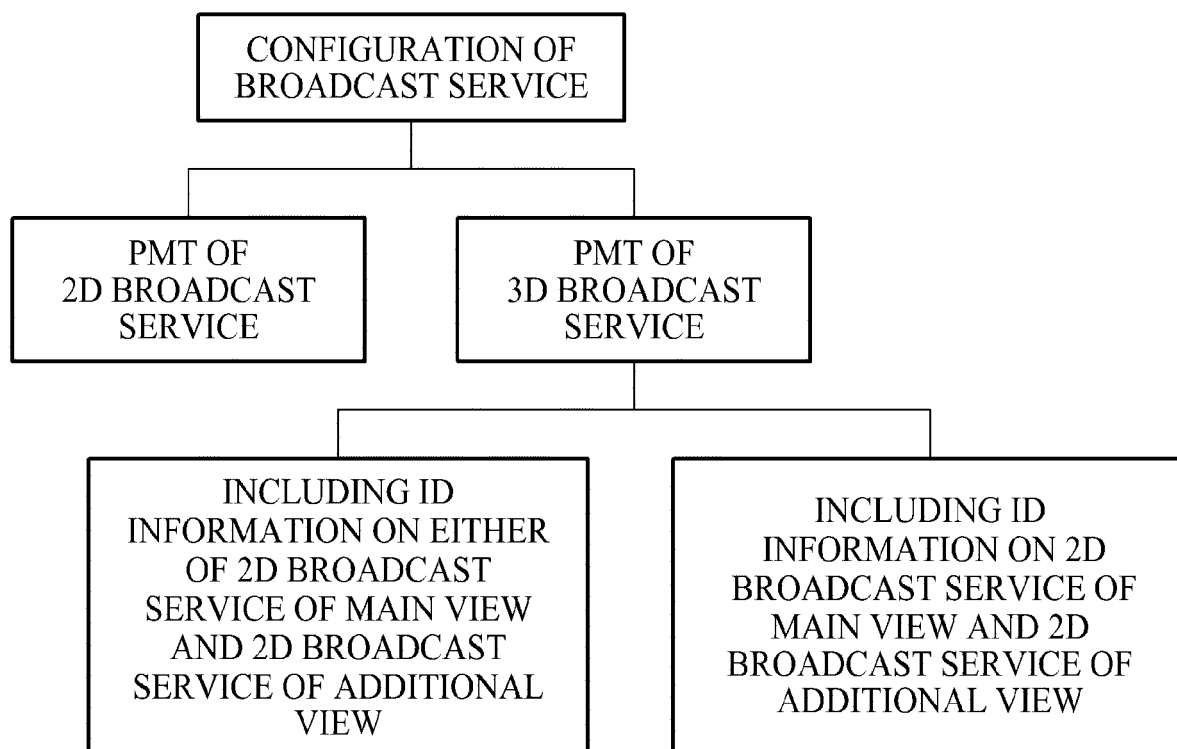 CONFIGURATION OF
BROADCAST SERVICE
PMT OF
2D BROADCAST
SERVICE
PMT OF
3D BROADCAST
SERVICE
INCLUDING ID
INFORMATION ON EITHER
OF 2D BROADCAST
SERVICE OF MAIN VIEW
AND 2D BROADCAST
SERVICE OF ADDITIONAL
VIEW
INCLUDING ID
INFORMATION ON 2D
BROADCAST SERVICE OF
MAIN VIEW AND 2D
BROADCAST SERVICE OF
ADDITIONAL VIEW